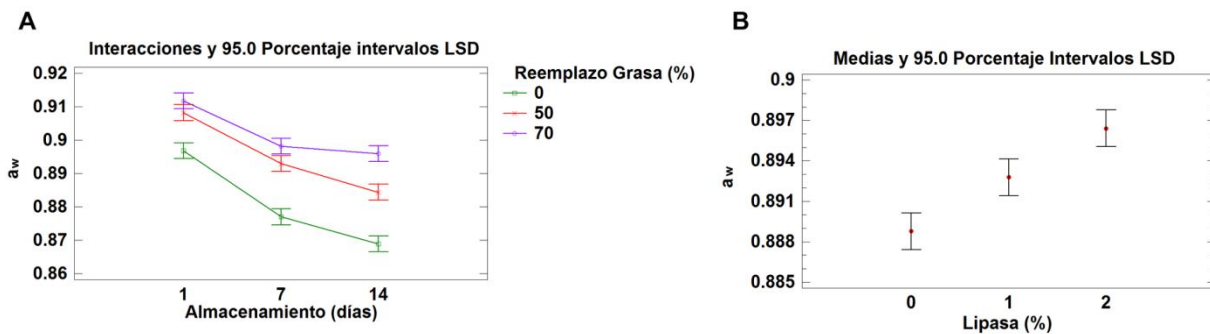 A
Interacciones y 95.0 Porcentaje intervalos LSD
0.92
0.91
0.9
0.89
0.88
0.87
0.86
aw
1 7 14
Almacenamiento (días)
Reemplazo Grasa (%)
0
50
70
B
Medias y 95.0 Porcentaje Intervalos LSD
0.9
0.897
0.894
0.891
0.888
0.885
aw
0 1 2
Lipasa (%)